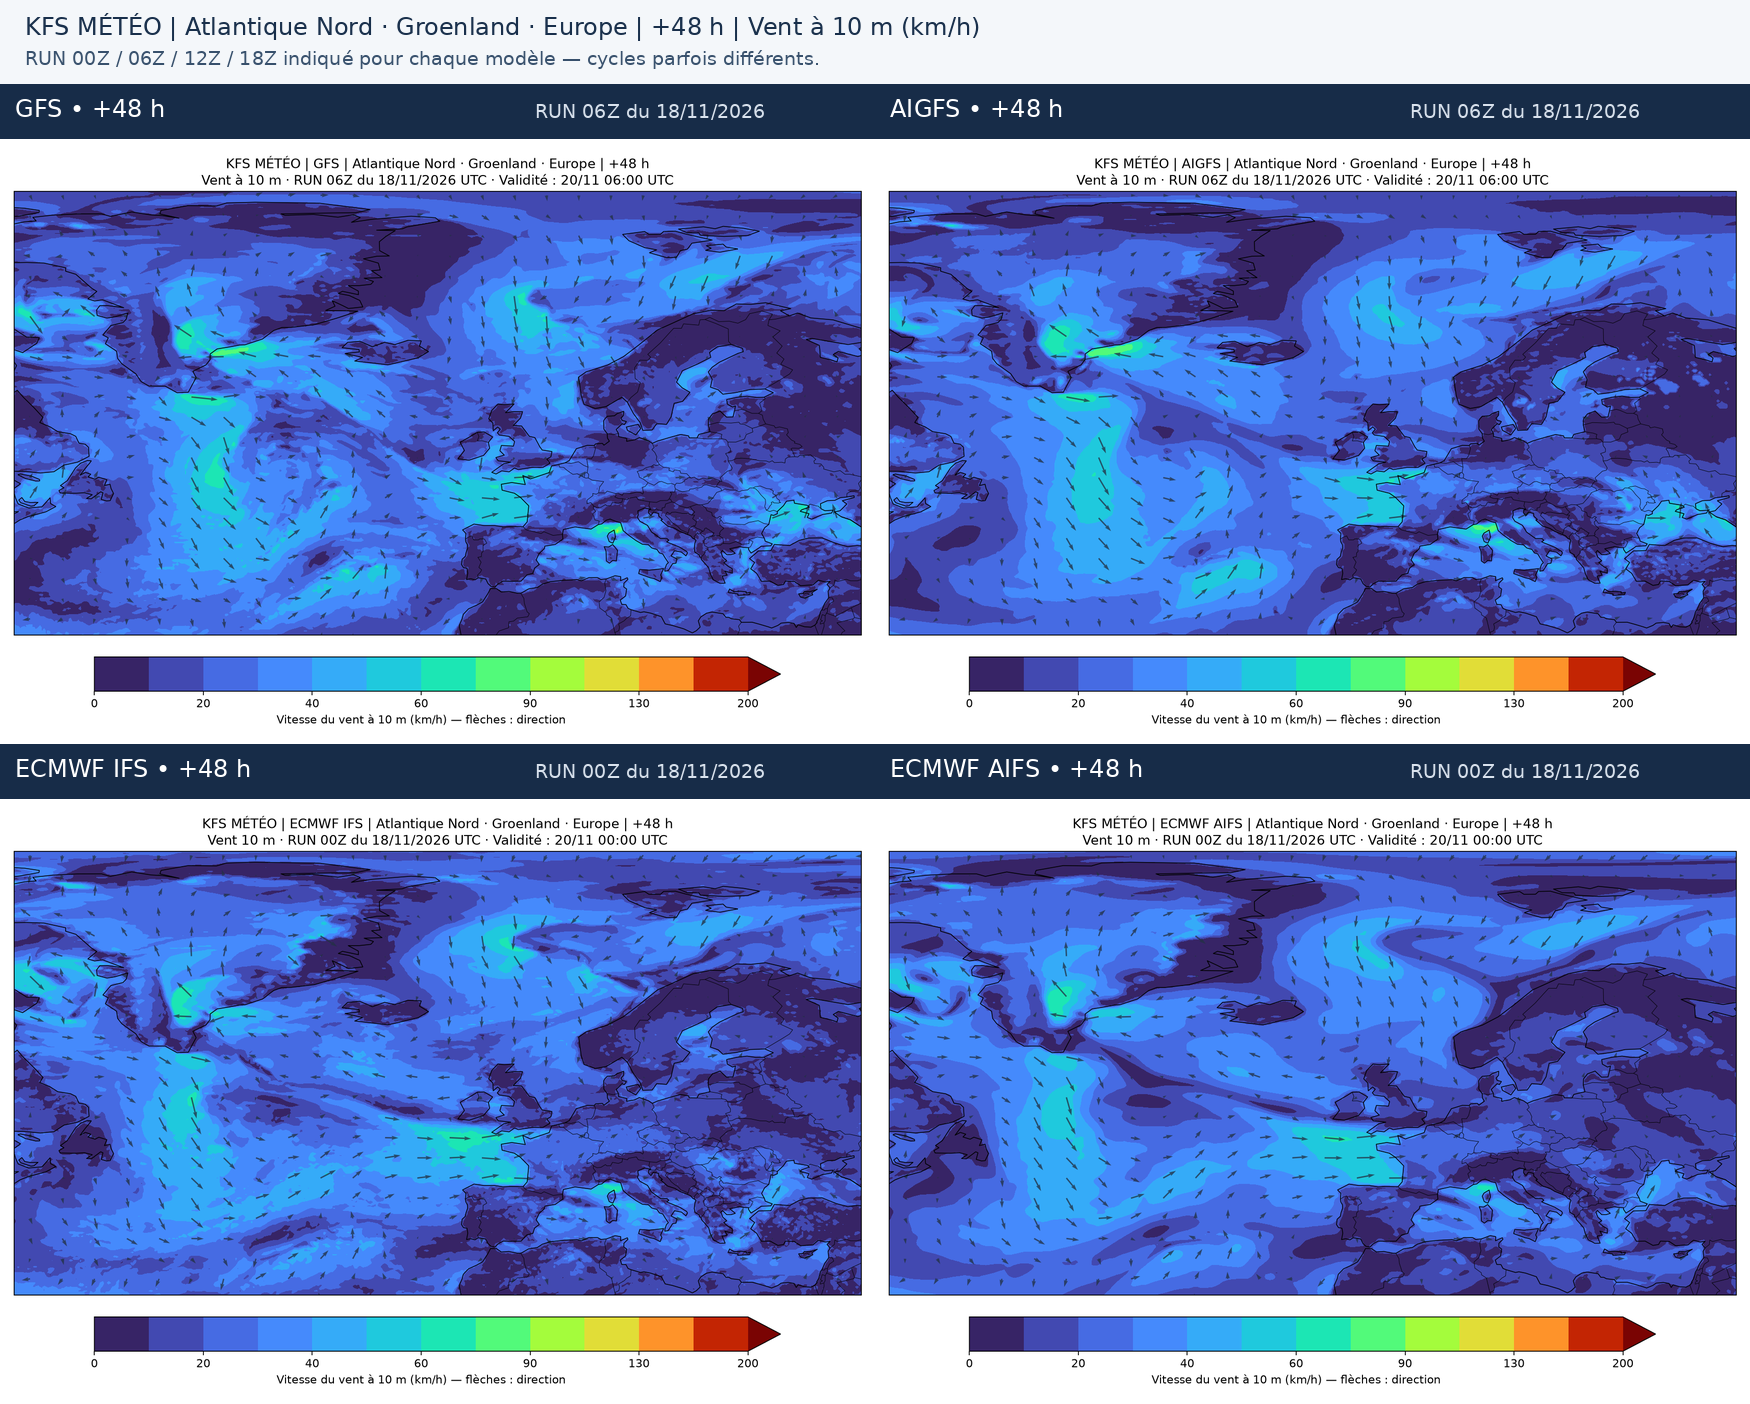 KFS MÉTÉO | Atlantique Nord · Groenland · Europe | +48 h | Vent à 10 m (km/h)
RUN 00Z / 06Z / 12Z / 18Z indiqué pour chaque modèle — cycles parfois différents.
GFS • +48 h
RUN 06Z du 18/11/2026
KFS MÉTÉO | GFS | Atlantique Nord · Groenland · Europe | +48 h
Vent à 10 m · RUN 06Z du 18/11/2026 UTC · Validité : 20/11 06:00 UTC
0 20 40 60 90 130 200
Vitesse du vent à 10 m (km/h) — flèches : direction
AIGFS • +48 h
RUN 06Z du 18/11/2026
KFS MÉTÉO | AIGFS | Atlantique Nord · Groenland · Europe | +48 h
Vent à 10 m · RUN 06Z du 18/11/2026 UTC · Validité : 20/11 06:00 UTC
0 20 40 60 90 130 200
Vitesse du vent à 10 m (km/h) — flèches : direction
ECMWF IFS • +48 h
RUN 00Z du 18/11/2026
KFS MÉTÉO | ECMWF IFS | Atlantique Nord · Groenland · Europe | +48 h
Vent 10 m · RUN 00Z du 18/11/2026 UTC · Validité : 20/11 00:00 UTC
0 20 40 60 90 130 200
Vitesse du vent à 10 m (km/h) — flèches : direction
ECMWF AIFS • +48 h
RUN 00Z du 18/11/2026
KFS MÉTÉO | ECMWF AIFS | Atlantique Nord · Groenland · Europe | +48 h
Vent 10 m · RUN 00Z du 18/11/2026 UTC · Validité : 20/11 00:00 UTC
0 20 40 60 90 130 200
Vitesse du vent à 10 m (km/h) — flèches : direction